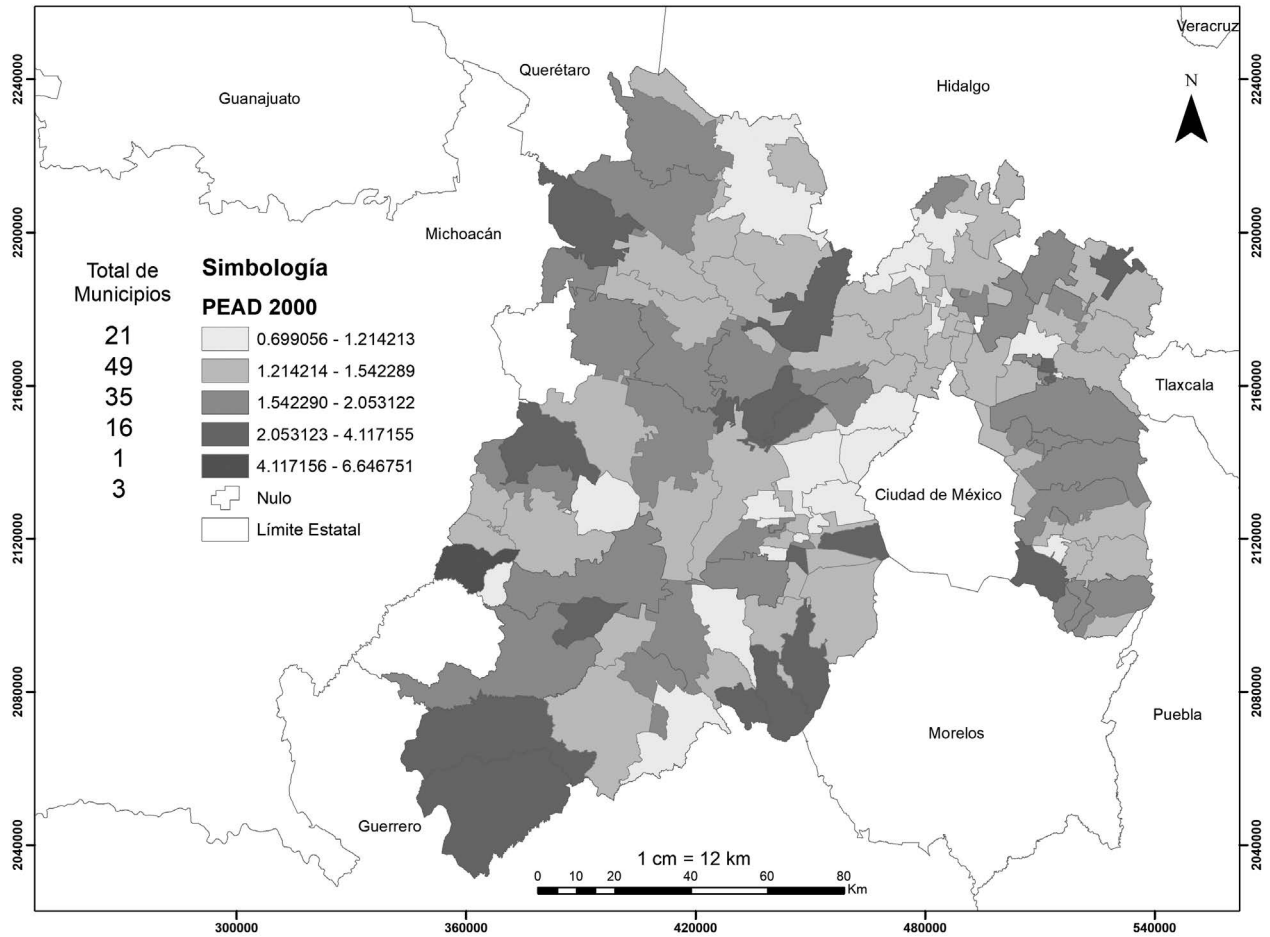 Veracruz
Querétaro
Guanajuato
Hidalgo
N
Michoacán
Total de
Municipios
21
49
35
16
1
3
Simbología
PEAD 2000
0.699056 - 1.214213
1.214214 - 1.542289
1.542290 - 2.053122
2.053123 - 4.117155
4.117156 - 6.646751
Nulo
Límite Estatal
Tlaxcala
Ciudad de México
Puebla
Morelos
Guerrero
1 cm = 12 km
0 10 20 40 60 80
Km
2240000
2200000
2160000
2120000
2080000
2040000
2240000
2200000
2160000
2120000
2080000
2040000
300000 360000 420000 480000 540000